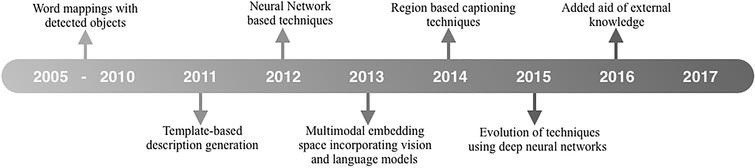 Word mappings with
detected objects
Neural Network
based techniques
Region based captioning
techniques
Added aid of external
knowledge
2005 - 2010 2011 2012 2013 2014 2015 2016 2017
Template-based
description generation
Multimodal embedding
space incorporating vision
and language models
Evolution of techniques
using deep neural networks